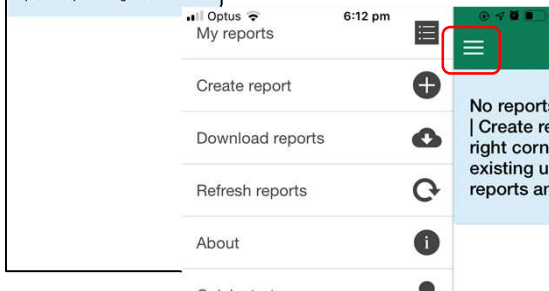 Optus 6:12 pm
My reports
Create report
Download reports
Refresh reports
About
No reports
| Create re
right corn
existing u
reports an